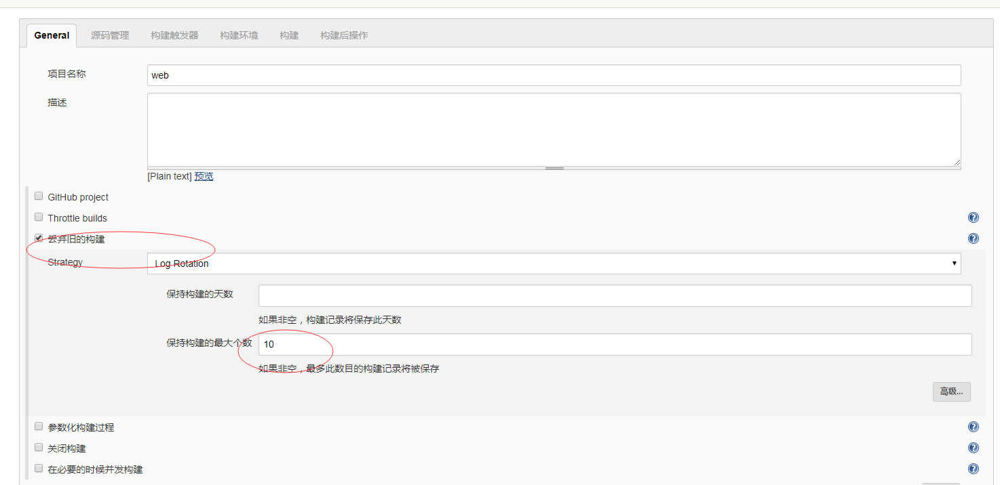 General 源码管理 构建触发器 构建环境 构建 构建后操作
项目名称 web
描述
[Plain text] 预览
GitHub project
Throttle builds
丢弃旧的构建
Strategy Log Rotation
保持构建的天数
如果非空，构建记录将保存此天数
保持构建的最大个数 10
如果非空，最多此数目的构建记录将被保存
高级...
参数化构建过程
关闭构建
在必要的时候并发构建